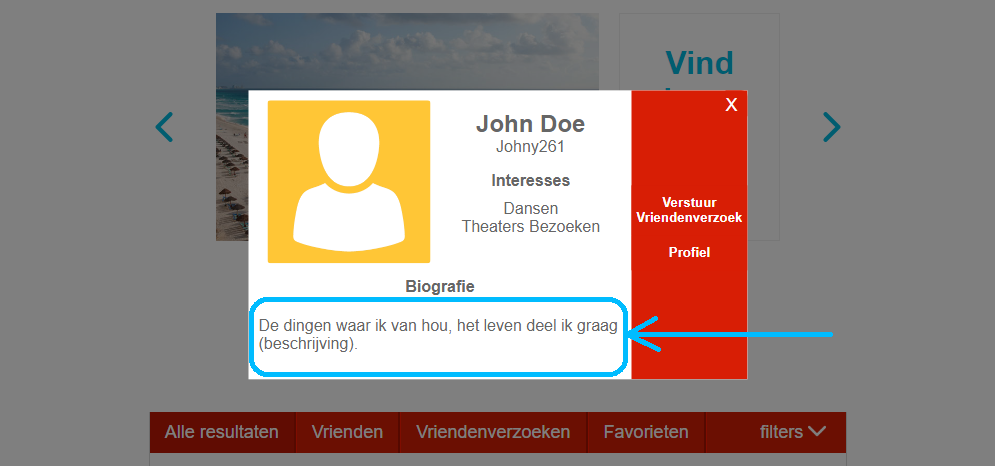 Vind
X
John Doe
Johny261
Interesses
Dansen
Theaters Bezoeken
Verstuur
Vriendenverzoek
Profiel
Biografie
De dingen waar ik van hou, het leven deel ik graag
(beschrijving).
Alle resultaten
Vrienden
Vriendenverzoeken
Favorieten
filters